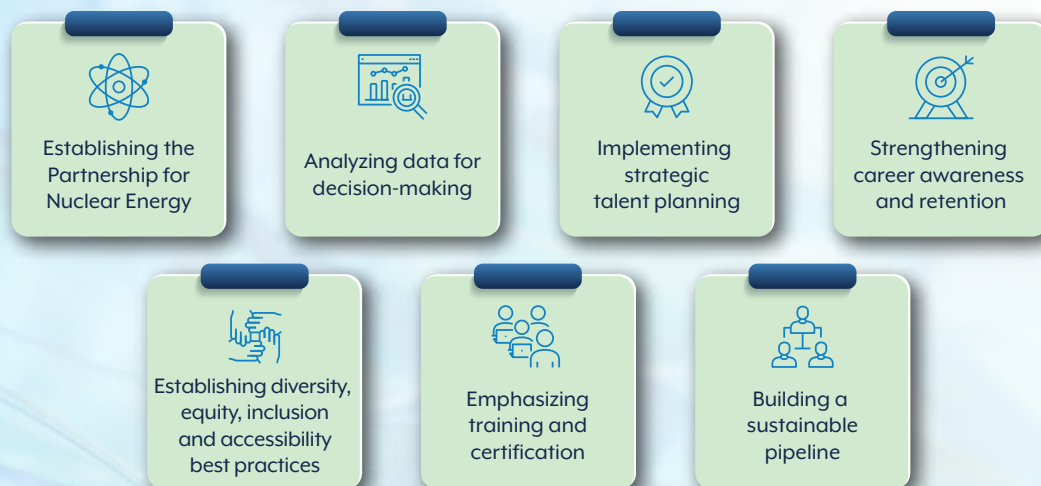 Establishing the
Partnership for
Nuclear Energy
Analyzing data for
decision-making
Implementing
strategic
talent planning
Strengthening
career awareness
and retention
Establishing diversity,
equity, inclusion
and accessibility
best practices
Emphasizing
training and
certification
Building a
sustainable
pipeline